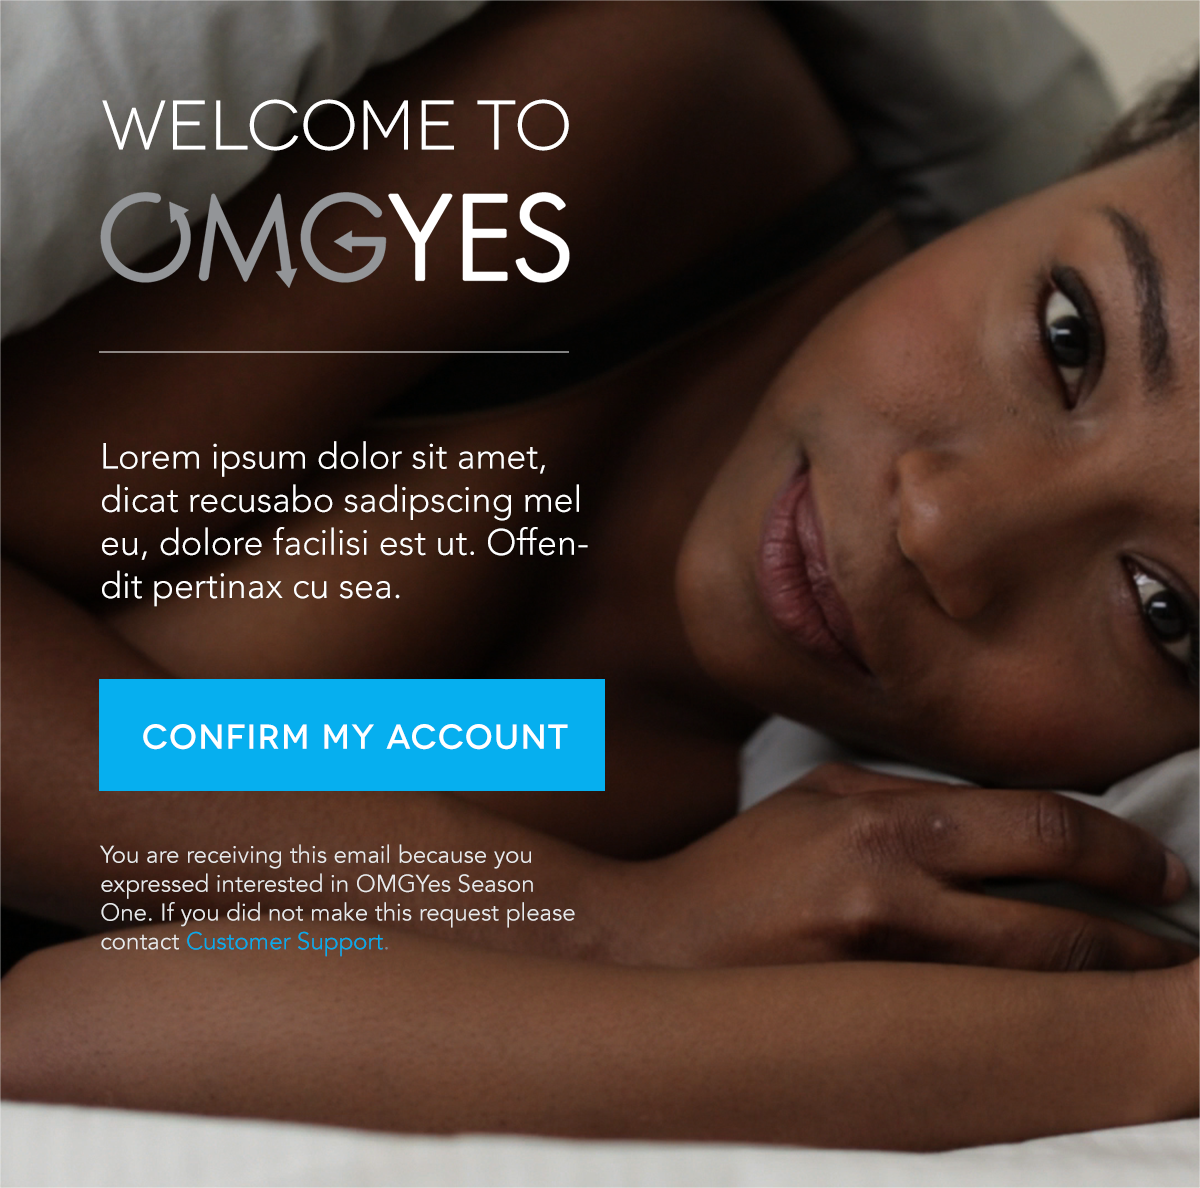 WELCOME TO
OMGYES
Lorem ipsum dolor sit amet,
dicat recusabo sadipscing mel
eu, dolore facilisi est ut. Offen-
dit pertinax cu sea.
CONFIRM MY ACCOUNT
You are receiving this email because you
expressed interested in OMGYes Season
One. If you did not make this request please
contact Customer Support.